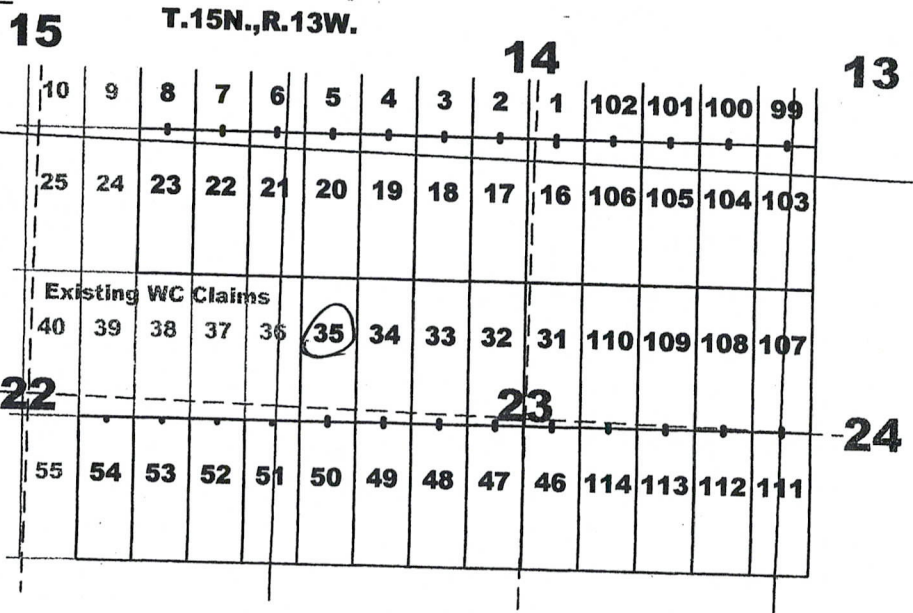 T.15N.,R.13W.
15 14 13
10 9 8 7 6 5 4 3 2 1 102 101 100 99
25 24 23 22 21 20 19 18 17 16 106 105 104 103
Existing WC Claims
40 39 38 37 36 35 34 33 32 31 110 109 108 107
22 23 24
55 54 53 52 51 50 49 48 47 46 114 113 112 111